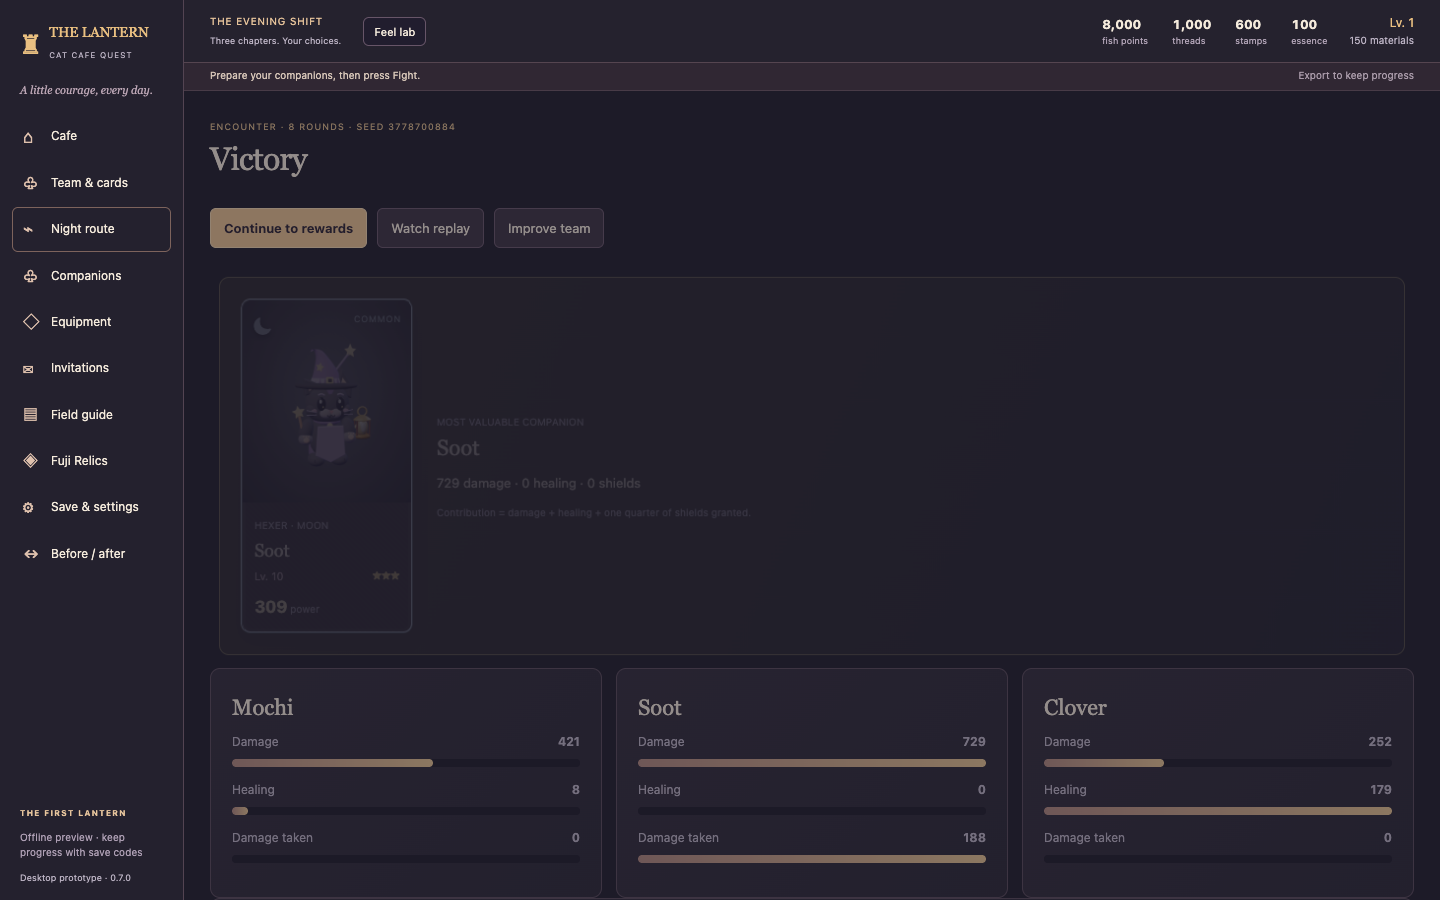 THE LANTERN
CAT CAFE QUEST
A little courage, every day.
Cafe
Team & cards
Night route
Companions
Equipment
Invitations
Field guide
Fuji Relics
Save & settings
Before / after
THE FIRST LANTERN
Offline preview · keep
progress with save codes
Desktop prototype · 0.7.0
THE EVENING SHIFT
Three chapters. Your choices.
Feel lab
8,000
fish points
1,000
threads
600
stamps
100
essence
Lv. 1
150 materials
Prepare your companions, then press Fight.
Export to keep progress
ENCOUNTER · 8 ROUNDS · SEED 3778700884
Victory
Continue to rewards
Watch replay
Improve team
COMMON
HEXER · MOON
Soot
Lv. 10
★★★
309 power
MOST VALUABLE COMPANION
Soot
729 damage · 0 healing · 0 shields
Contribution = damage + healing + one quarter of shields granted.
Mochi
Damage 421
Healing 8
Damage taken 0
Soot
Damage 729
Healing 0
Damage taken 188
Clover
Damage 252
Healing 179
Damage taken 0